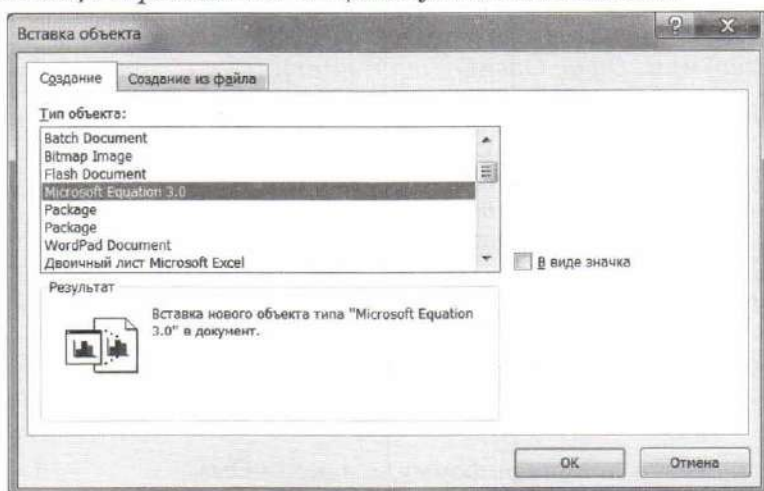 Вставка объекта
Создание
Создание из файла
Тип объекта:
Batch Document
Bitmap Image
Flash Document
Microsoft Equation 3.0
Package
Package
WordPad Document
Двоичный лист Microsoft Excel
В виде значка
Результат
Вставка нового объекта типа "Microsoft Equation
3.0" в документ.
ОК
Отмена